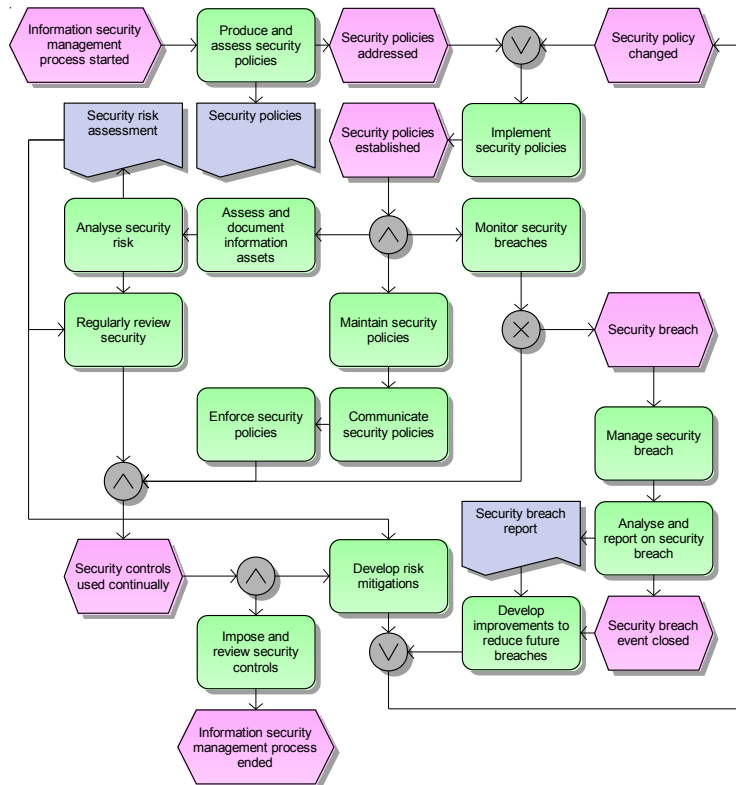 Information security
management
process started
Produce and
assess security
policies
Security policies
addressed
Security policy
changed
Security risk
assessment
Security policies
Security policies
established
Implement
security policies
Analyse security
risk
Assess and
document
information
assets
Monitor security
breaches
Regularly review
security
Maintain security
policies
Security breach
Enforce security
policies
Communicate
security policies
Manage security
breach
Security breach
report
Analyse and
report on security
breach
Security controls
used continually
Develop risk
mitigations
Impose and
review security
controls
Develop
improvements to
reduce future
breaches
Security breach
event closed
Information security
management process
ended